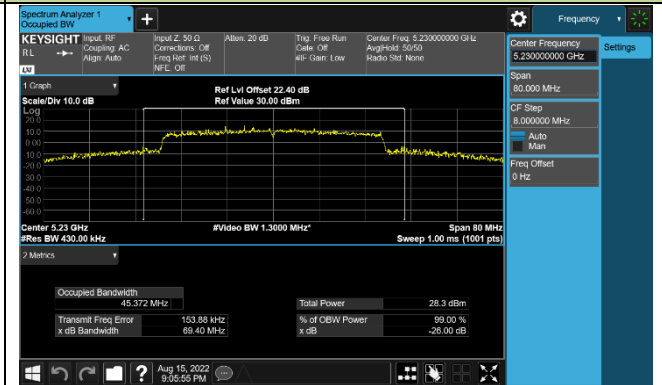 Spectrum Analyzer 1
Occupied BW
+
Frequency
KEYSIGHT
RL
LXI
Input: RF
Coupling: AC
Align: Auto
Input Z: 50 Ω
Corrections: Off
Freq Ref: Int (S)
NFE: Off
Atten: 20 dB
Trig: Free Run
Gate: Off
#IF Gain: Low
Center Freq: 5.230000000 GHz
Avg|Hold: 50/50
Radio Std: None
Center Frequency
5.230000000 GHz
Settings
Span
80.000 MHz
CF Step
8.000000 MHz
Auto
Man
Freq Offset
0 Hz
1 Graph
Scale/Div 10.0 dB
Ref Lvl Offset 22.40 dB
Ref Value 30.00 dBm
Log
20.0
10.0
0.00
-10.0
-20.0
-30.0
-40.0
-50.0
-60.0
Center 5.23 GHz
#Res BW 430.00 kHz
#Video BW 1.3000 MHz*
Span 80 MHz
Sweep 1.00 ms (1001 pts)
2 Metrics
Occupied Bandwidth
45.372 MHz
Total Power 28.3 dBm
Transmit Freq Error 153.88 kHz
% of OBW Power 99.00 %
x dB Bandwidth 69.40 MHz
x dB -26.00 dB
?
Aug 15, 2022
9:05:55 PM